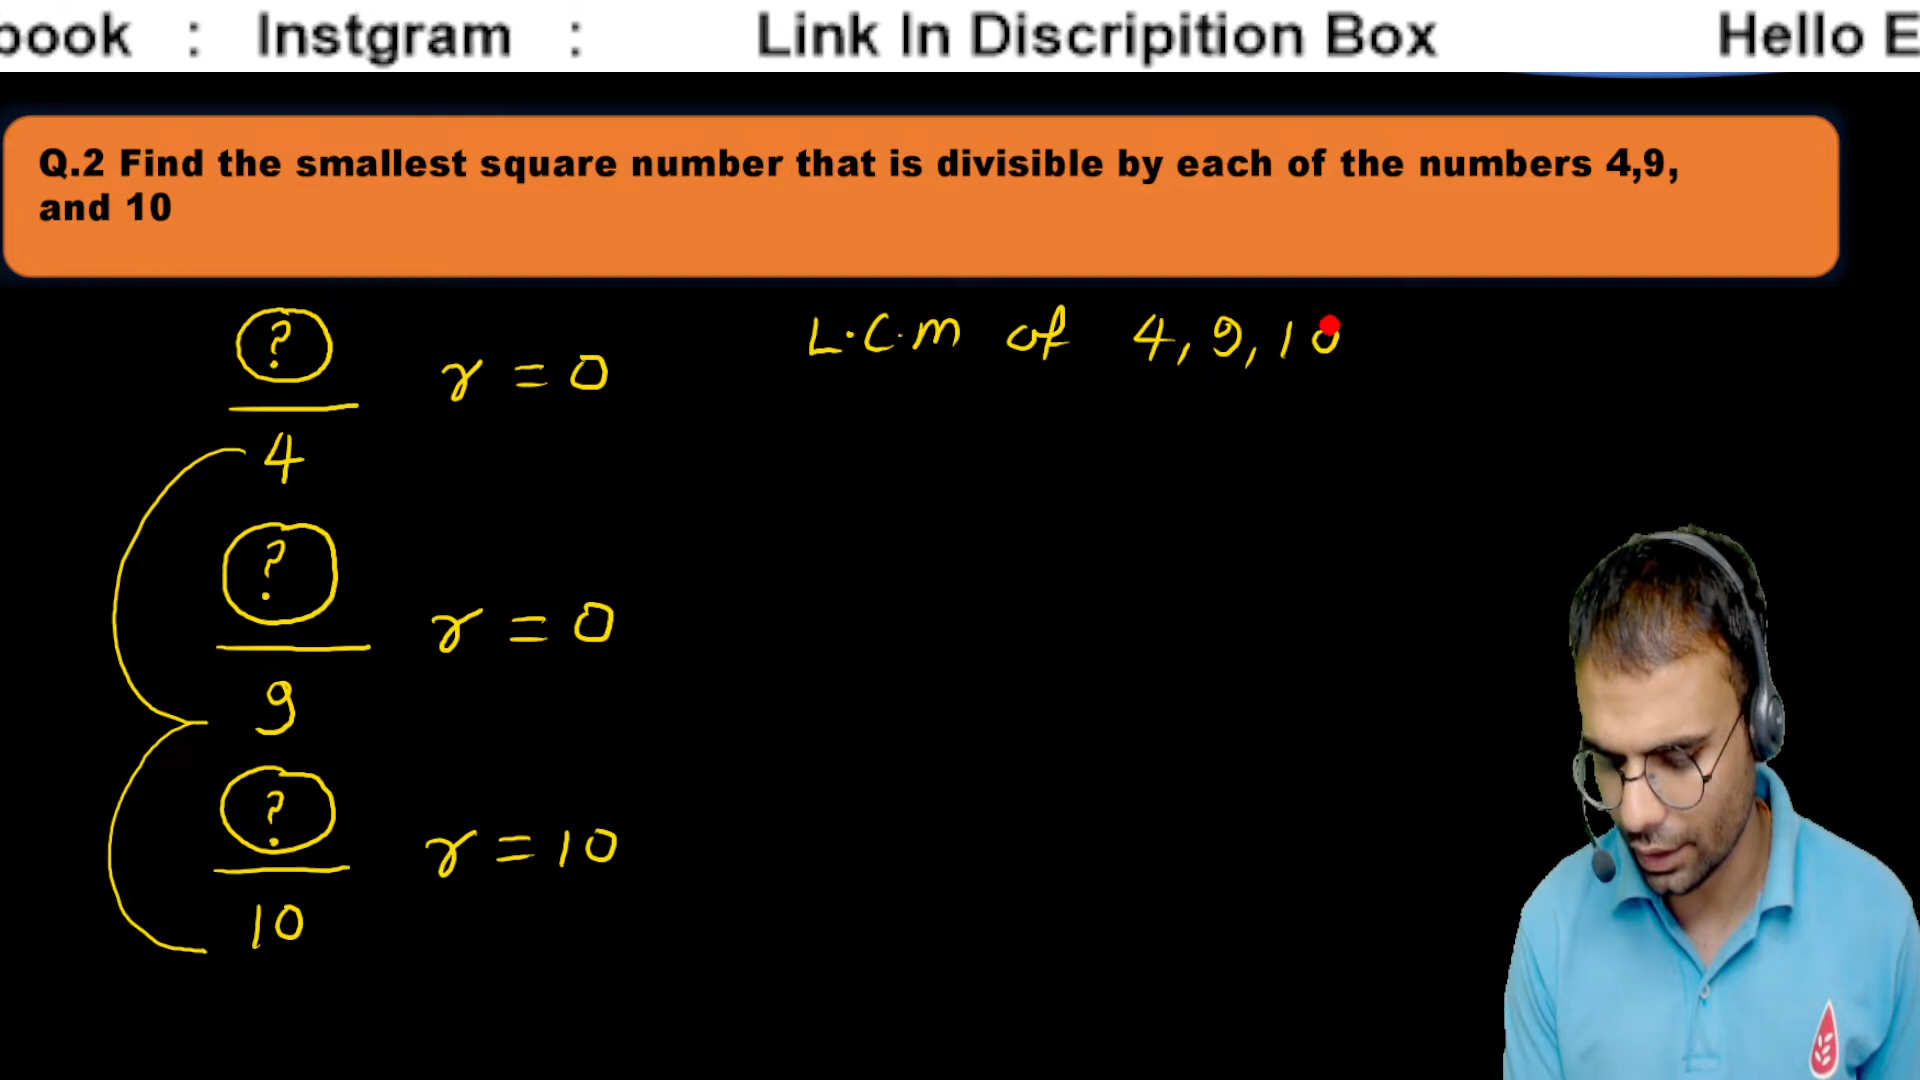 book : Instgram : Link In Discripition Box Hello E
Q.2 Find the smallest square number that is divisible by each of the numbers 4,9,
and 10
? r = 0 L.C.M of 4, 9, 10
4
? r = 0
9
? r = 10
10